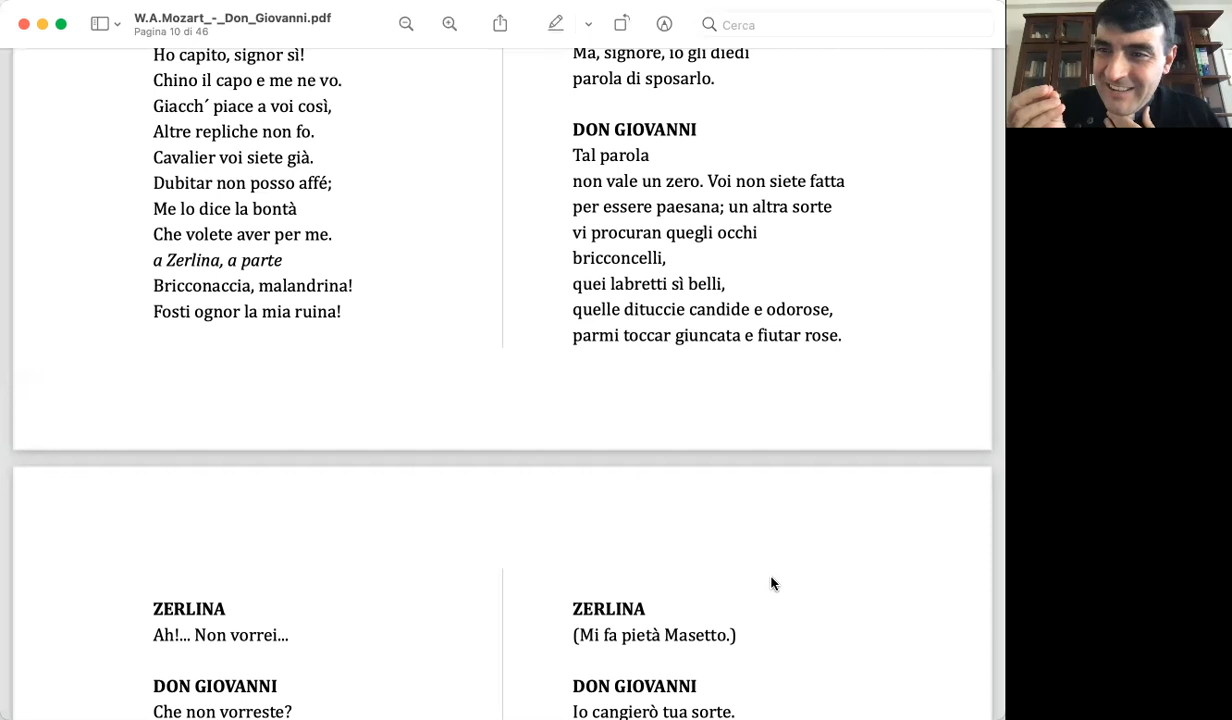 W.A.Mozart_-_Don_Giovanni.pdf
Pagina 10 di 46
Cerca
Ho capito, signor sì!
Chino il capo e me ne vo.
Giacch´ piace a voi così,
Altre repliche non fo.
Cavalier voi siete già.
Dubitar non posso affé;
Me lo dice la bontà
Che volete aver per me.
a Zerlina, a parte
Bricconaccia, malandrina!
Fosti ognor la mia ruina!
Ma, signore, io gli diedi
parola di sposarlo.
DON GIOVANNI
Tal parola
non vale un zero. Voi non siete fatta
per essere paesana; un altra sorte
vi procuran quegli occhi
bricconcelli,
quei labretti sì belli,
quelle dituccie candide e odorose,
parmi toccar giuncata e fiutar rose.
ZERLINA
Ah!... Non vorrei...
DON GIOVANNI
Che non vorreste?
ZERLINA
(Mi fa pietà Masetto.)
DON GIOVANNI
Io cangierò tua sorte.